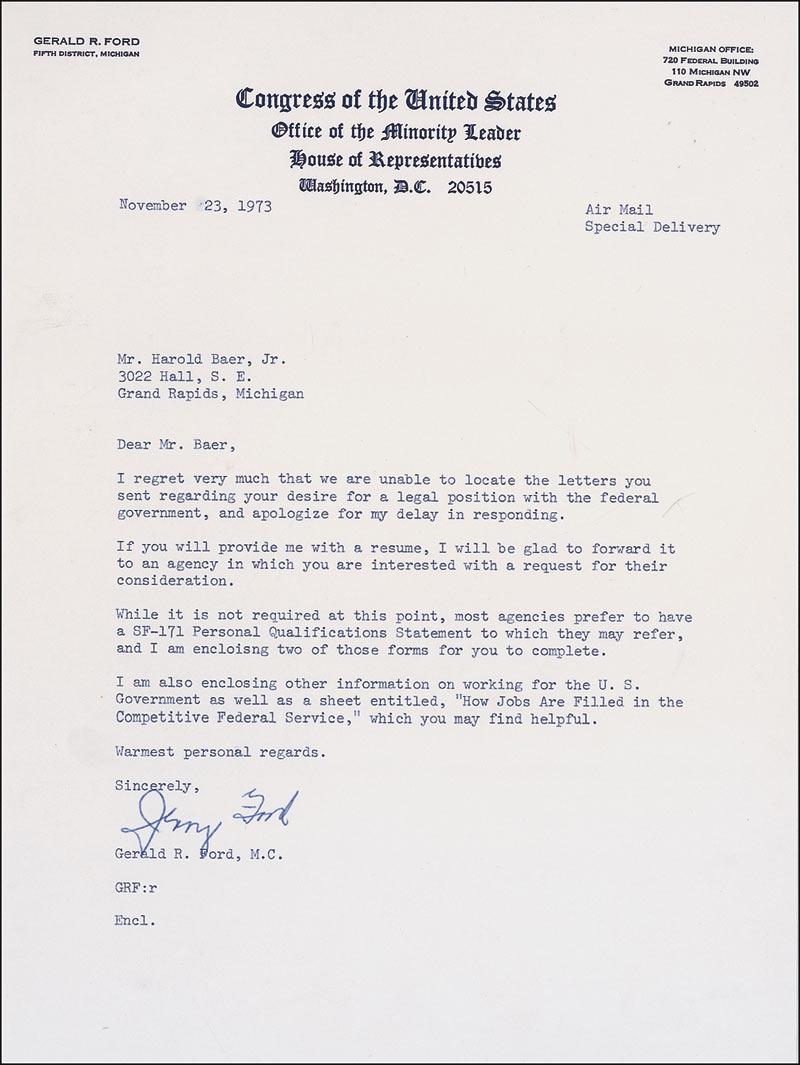 GERALD R. FORD
FIFTH DISTRICT, MICHIGAN
MICHIGAN OFFICE:
720 FEDERAL BUILDING
110 MICHIGAN NW
GRAND RAPIDS 49502
Congress of the United States
Office of the Minority Leader
House of Representatives
Washington, D.C. 20515
November 23, 1973
Air Mail
Special Delivery
Mr. Harold Baer, Jr.
3022 Hall, S. E.
Grand Rapids, Michigan
Dear Mr. Baer,
I regret very much that we are unable to locate the letters you
sent regarding your desire for a legal position with the federal
government, and apologize for my delay in responding.
If you will provide me with a resume, I will be glad to forward it
to an agency in which you are interested with a request for their
consideration.
While it is not required at this point, most agencies prefer to have
a SF-171 Personal Qualifications Statement to which they may refer,
and I am encloisng two of those forms for you to complete.
I am also enclosing other information on working for the U. S.
Government as well as a sheet entitled, "How Jobs Are Filled in the
Competitive Federal Service," which you may find helpful.
Warmest personal regards.
Sincerely,
Jerry Ford
Gerald R. Ford, M.C.
GRF:r
Encl.